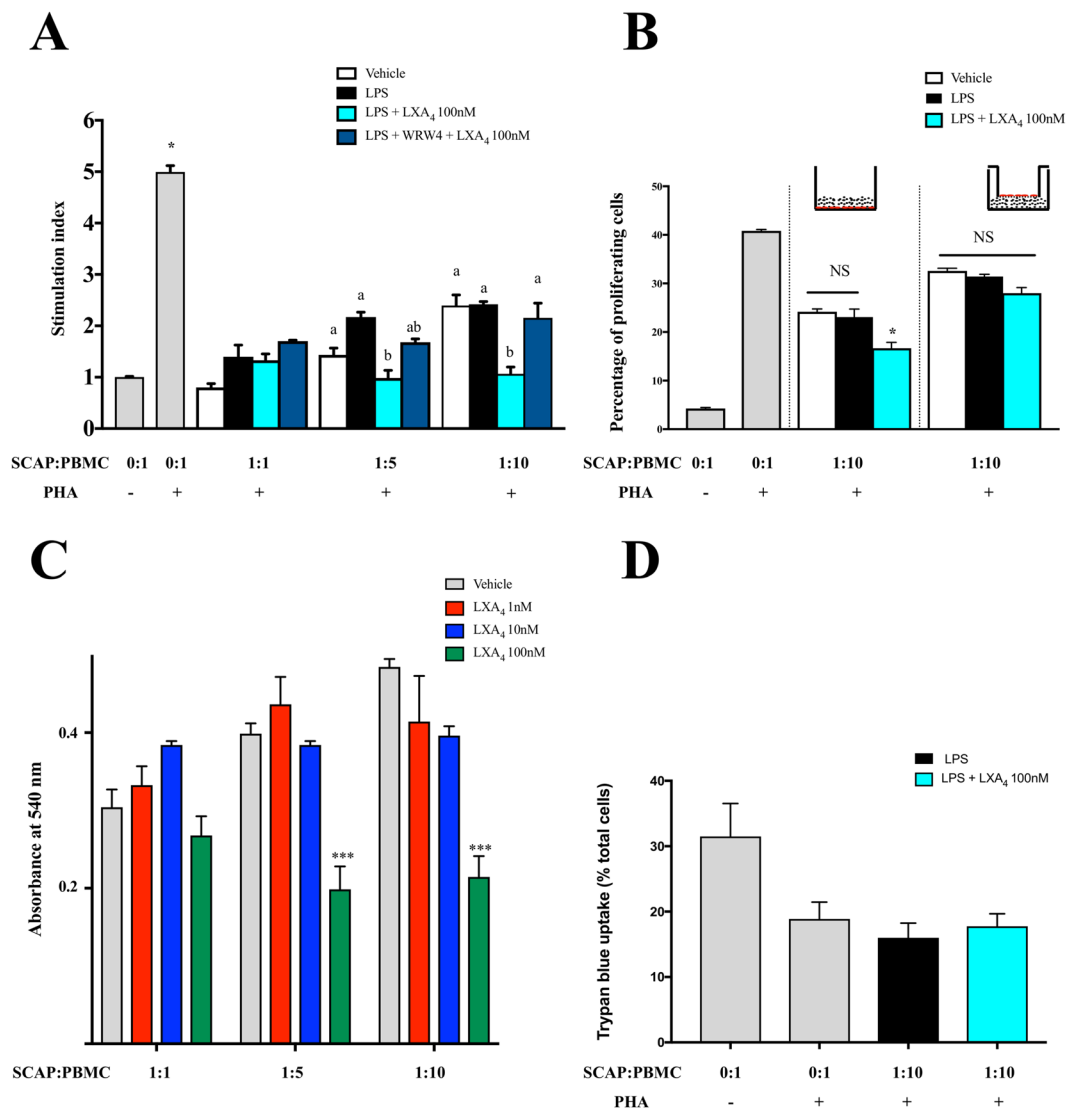 A
Vehicle
LPS
LPS + LXA4 100nM
LPS + WRW4 + LXA4 100nM
Stimulation index
6
5
4
3
2
1
0
*
a
a
b
ab
a
a
b
a
SCAP:PBMC 0:1 0:1 1:1 1:5 1:10
PHA - + + + +
B
Vehicle
LPS
LPS + LXA4 100nM
Percentage of proliferating cells
50
40
30
20
10
0
NS
*
NS
SCAP:PBMC 0:1 0:1 1:10 1:10
PHA - + + +
C
Vehicle
LXA4 1nM
LXA4 10nM
LXA4 100nM
Absorbance at 540 nm
0.4
0.2
***
***
SCAP:PBMC 1:1 1:5 1:10
D
LPS
LPS + LXA4 100nM
Trypan blue uptake (% total cells)
40
30
20
10
0
SCAP:PBMC 0:1 0:1 1:10 1:10
PHA - + + +